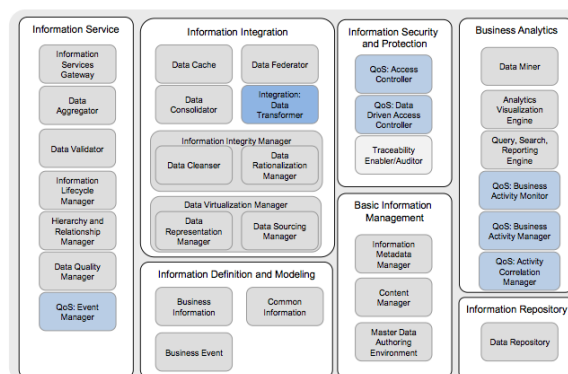 Information Service
Information
Services
Gateway
Data
Aggregator
Data Validator
Information
Lifecycle
Manager
Hierarchy and
Relationship
Manager
Data Quality
Manager
QoS: Event
Manager
Information Integration
Data Cache
Data Federator
Data
Consolidator
Integration:
Data
Transformer
Information Integrity Manager
Data Cleanser
Data
Rationalization
Manager
Data Virtualization Manager
Data
Representation
Manager
Data Sourcing
Manager
Information Definition and Modeling
Business
Information
Common
Information
Business Event
Information Security
and Protection
QoS: Access
Controller
QoS: Data
Driven Access
Controller
Traceability
Enabler/Auditor
Basic Information
Management
Information
Metadata
Manager
Content
Manager
Master Data
Authoring
Environment
Business Analytics
Data Miner
Analytics
Visualization
Engine
Query, Search,
Reporting
Engine
QoS: Business
Activity Monitor
QoS: Business
Activity Manager
QoS: Activity
Correlation
Manager
Information Repository
Data Repository